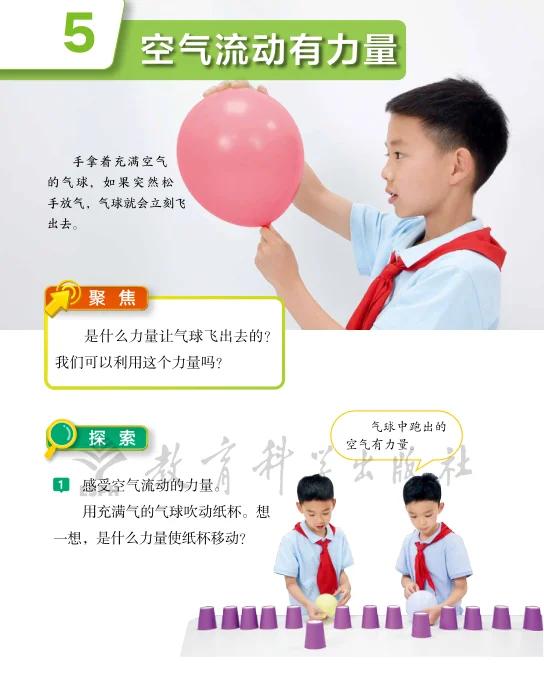 5
空气流动有力量
手拿着充满空气
的气球，如果突然松
手放气，气球就会立刻飞
出去。
聚焦
是什么力量让气球飞出去的？
我们可以利用这个力量吗？
气球中跑出的
空气有力量。
探索
教育科学出版社
1 感受空气流动的力量。
用充满气的气球吹动纸杯。想
一想，是什么力量使纸杯移动？